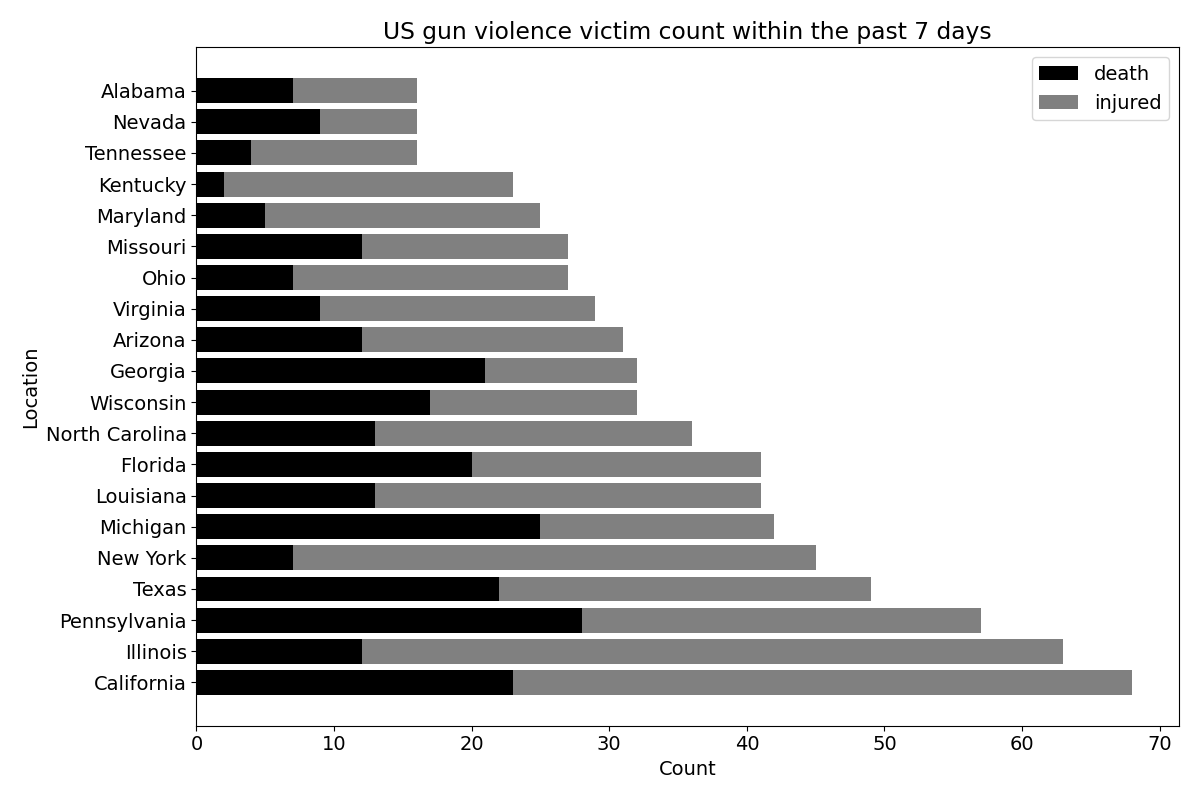 US gun violence victim count within the past 7 days
death
injured
Location
Alabama
Nevada
Tennessee
Kentucky
Maryland
Missouri
Ohio
Virginia
Arizona
Georgia
Wisconsin
North Carolina
Florida
Louisiana
Michigan
New York
Texas
Pennsylvania
Illinois
California
0 10 20 30 40 50 60 70
Count